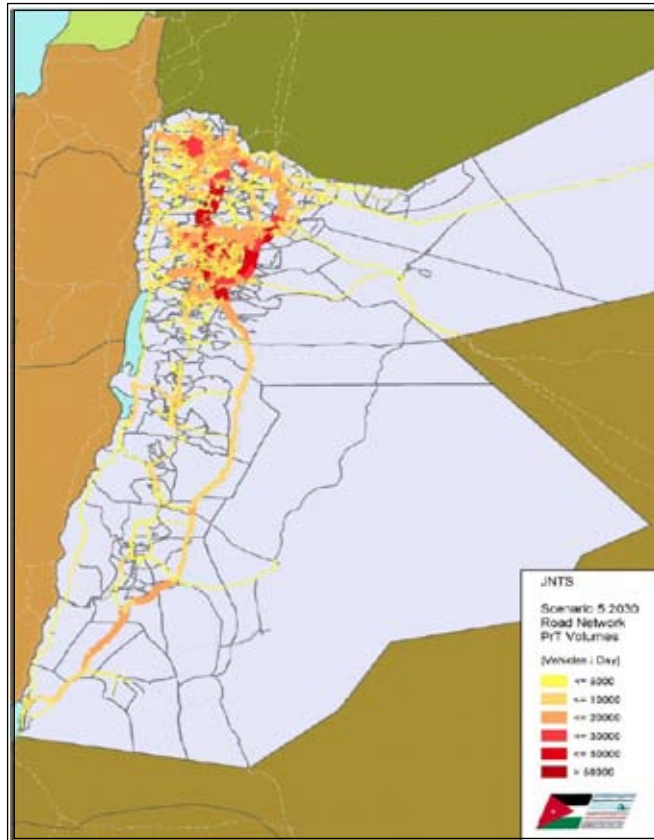 JNTS
Scenario 5 2030
Road Network
PrT Volumes
[Vehicles / Day]
<= 5000
<= 10000
<= 20000
<= 30000
<= 50000
> 50000